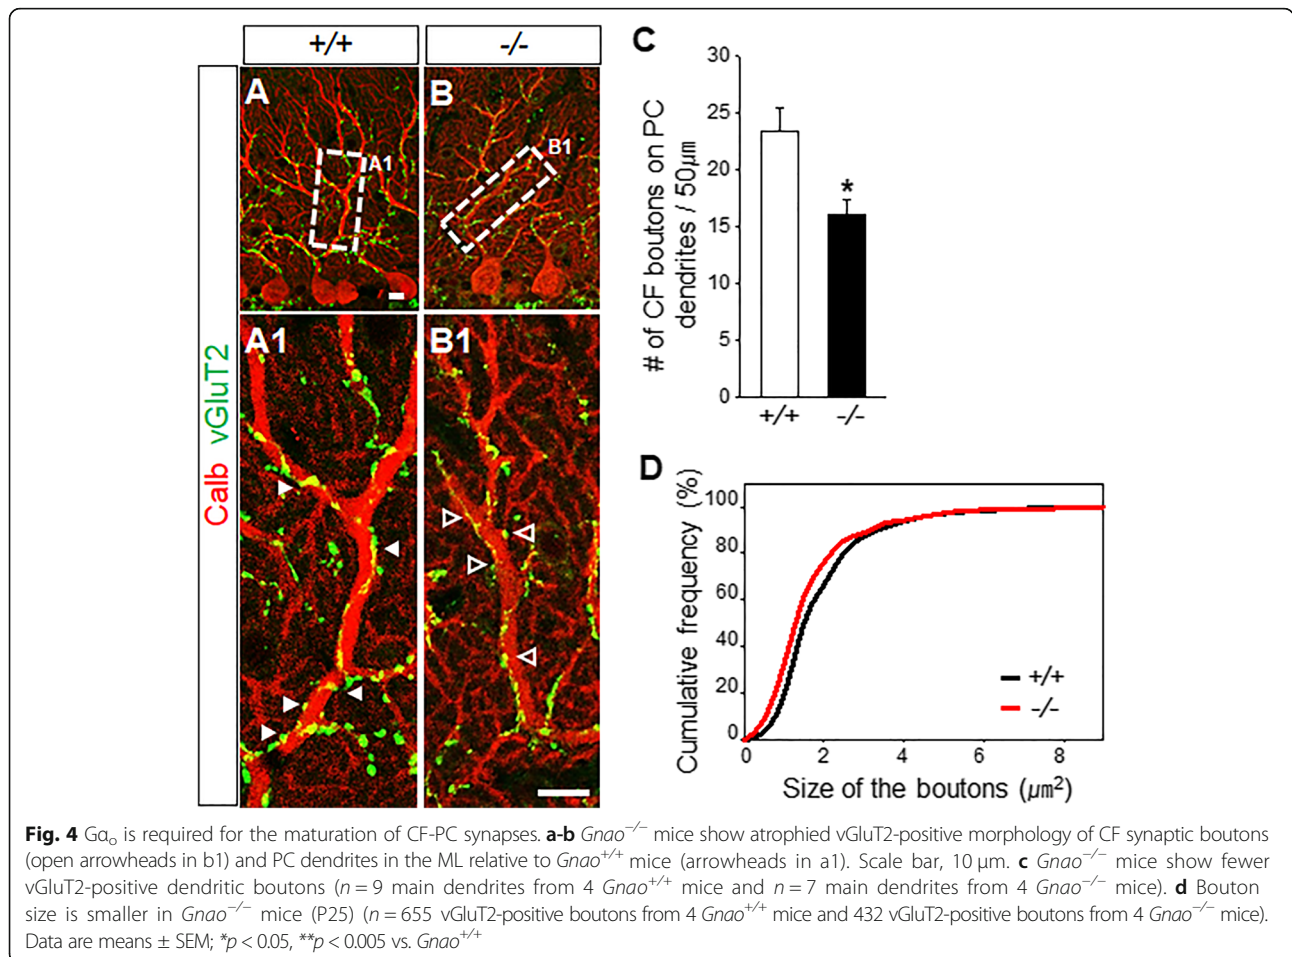 +/+
-/-
Calb vGluT2
A
A1
B
B1
A1
B1
C
# of CF boutons on PC
dendrites / 50µm
30
25
20
15
10
5
0
*
+/+
-/-
D
Cumulative frequency (%)
100
80
60
40
20
0
0 2 4 6 8
+/+
-/-
Size of the boutons (µm²)
Fig. 4 Gαₒ is required for the maturation of CF-PC synapses. a-b Gnao⁻/⁻ mice show atrophied vGluT2-positive morphology of CF synaptic boutons
(open arrowheads in b1) and PC dendrites in the ML relative to Gnao⁺/⁺ mice (arrowheads in a1). Scale bar, 10 µm. c Gnao⁻/⁻ mice show fewer
vGluT2-positive dendritic boutons (n = 9 main dendrites from 4 Gnao⁺/⁺ mice and n = 7 main dendrites from 4 Gnao⁻/⁻ mice). d Bouton
size is smaller in Gnao⁻/⁻ mice (P25) (n = 655 vGluT2-positive boutons from 4 Gnao⁺/⁺ mice and 432 vGluT2-positive boutons from 4 Gnao⁻/⁻ mice).
Data are means ± SEM; *p < 0.05, **p < 0.005 vs. Gnao⁺/⁺